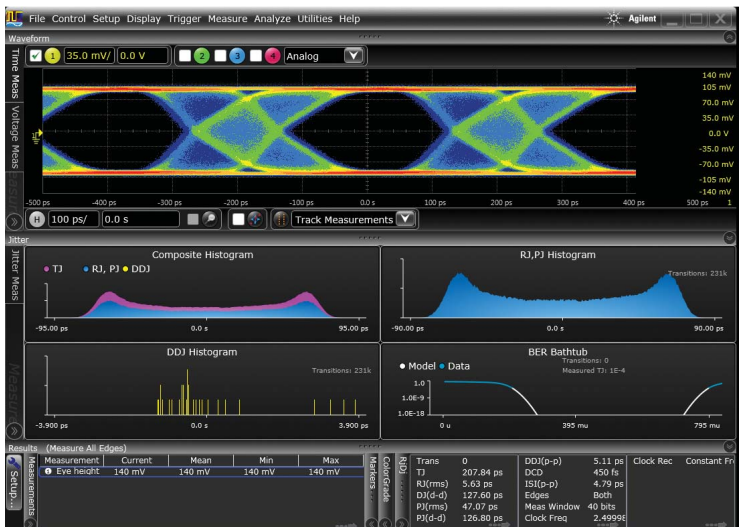 File Control Setup Display Trigger Measure Analyze Utilities Help
Agilent
Waveform
Time Meas
Voltage Meas
1 35.0 mV/ 0.0 V 2 3 4 Analog
140 mV
105 mV
70.0 mV
35.0 mV
0.0 V
-35.0 mV
-70.0 mV
-105 mV
-140 mV
-500 ps -400 ps -300 ps -200 ps -100 ps 0.0 s 100 ps 200 ps 300 ps 400 ps 500 ps 1
H 100 ps/ 0.0 s Track Measurements
Jitter
Jitter Meas
Measure
Composite Histogram
TJ RJ, PJ DDJ
-95.00 ps 0.0 s 95.00 ps
RJ,PJ Histogram
Transitions: 231k
-90.00 ps 0.0 s 90.00 ps
DDJ Histogram
Transitions: 231k
-3.900 ps 0.0 s 3.900 ps
BER Bathtub
Transitions: 0
Measured TJ: 1E-4
Model Data
1.0
1.0E-9
1.0E-18
0 u 395 mu 795 mu
Results (Measure All Edges)
Setup...
Measurements
Measurement Current Mean Min Max
Eye height 140 mV 140 mV 140 mV 140 mV
Markers...
ColorGrade
RJDJ...
Trans 0 DDJ(p-p) 5.11 ps Clock Rec Constant Fr
TJ 207.84 ps DCD 450 fs
RJ(rms) 5.63 ps ISI(p-p) 4.79 ps
DJ(d-d) 127.60 ps Edges Both
PJ(rms) 47.07 ps Meas Window 40 bits
PJ(d-d) 126.80 ps Clock Freq 2.4999